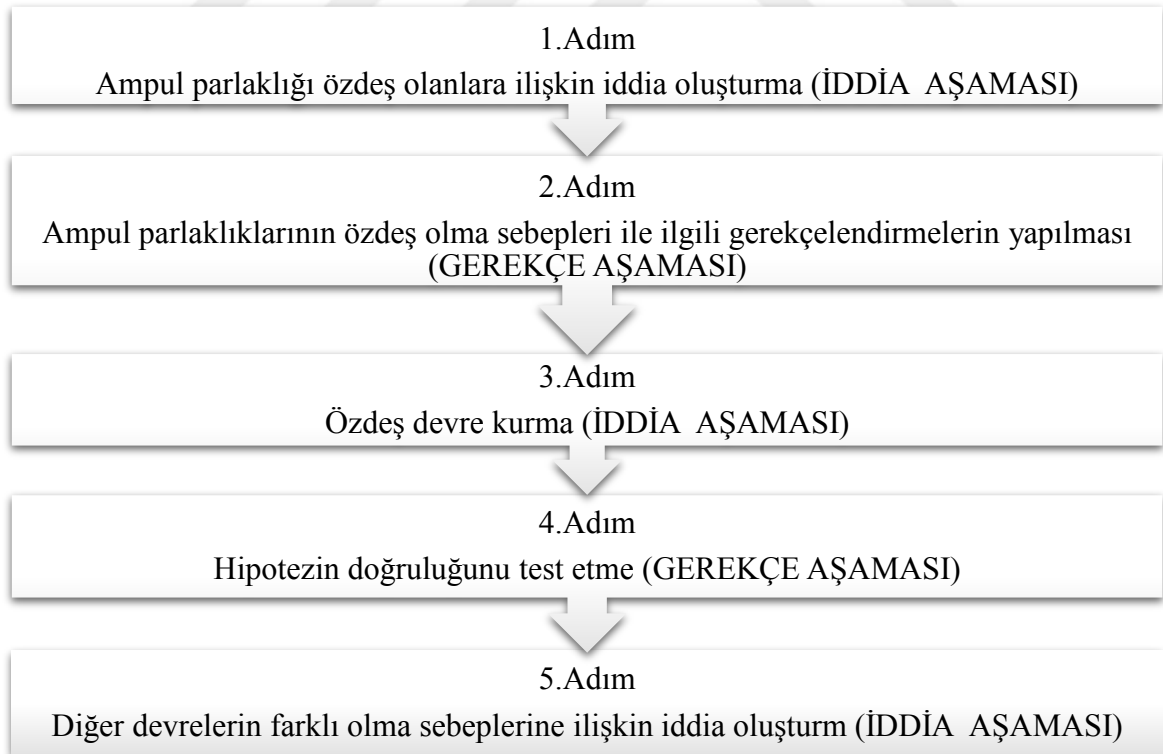 1.Adım
Ampul parlaklığı özdeş olanlara ilişkin iddia oluşturma (İDDİA  AŞAMASI)
2.Adım
Ampul parlaklıklarının özdeş olma sebepleri ile ilgili gerekçelendirmelerin yapılması
(GEREKÇE AŞAMASI)
3.Adım
Özdeş devre kurma (İDDİA  AŞAMASI)
4.Adım
Hipotezin doğruluğunu test etme (GEREKÇE AŞAMASI)
5.Adım
Diğer devrelerin farklı olma sebeplerine ilişkin iddia oluşturm (İDDİA  AŞAMASI)